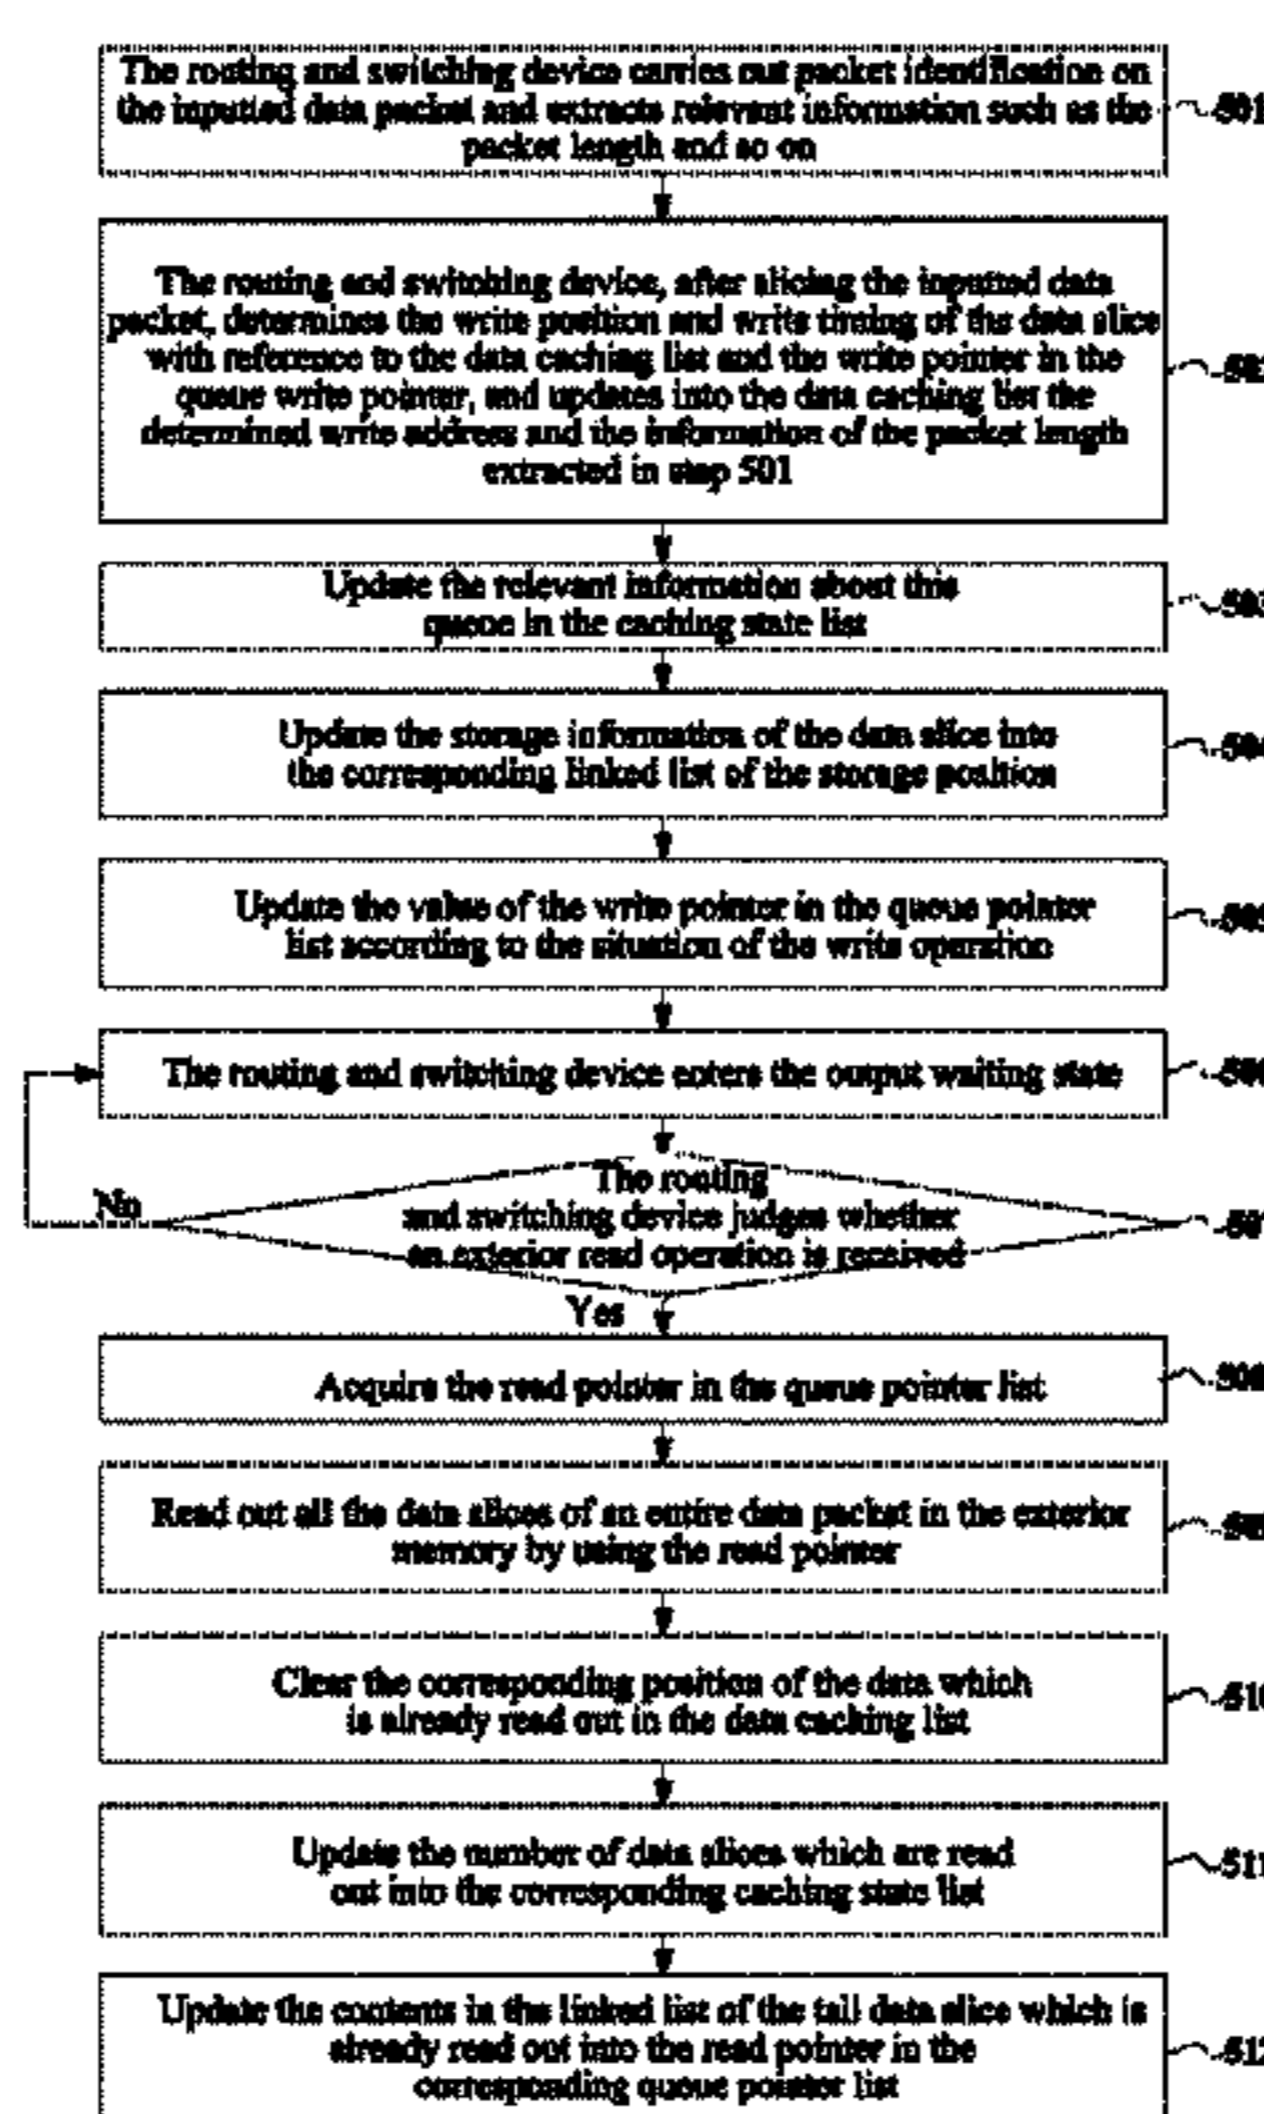 The routing and switching device carries out packet identification on
the inputted data packet and extracts relevant information such as the
packet length and so on
501
The routing and switching device, after slicing the inputted data
packet, determines the write position and write timing of the data slice
with reference to the data caching list and the write pointer in the
queue write pointer, and updates into the data caching list the
determined write address and the information of the packet length
extracted in step 501
Update the relevant information about this
queue in the caching state list
Update the storage information of the data slice into
the corresponding linked list of the storage position
Update the value of the write pointer in the queue pointer
list according to the situation of the write operation
The routing and switching device enters the output waiting state
The routing
and switching device judges whether
an exterior read operation is received
No
Yes
Acquire the read pointer in the queue pointer list
Read out all the data slices of an entire data packet in the exterior
memory by using the read pointer
Clear the corresponding position of the data which
is already read out in the data caching list
Update the number of data slices which are read
out into the corresponding caching state list
511
Update the contents in the linked list of the tail data slice which is
already read out into the read pointer in the
corresponding queue pointer list